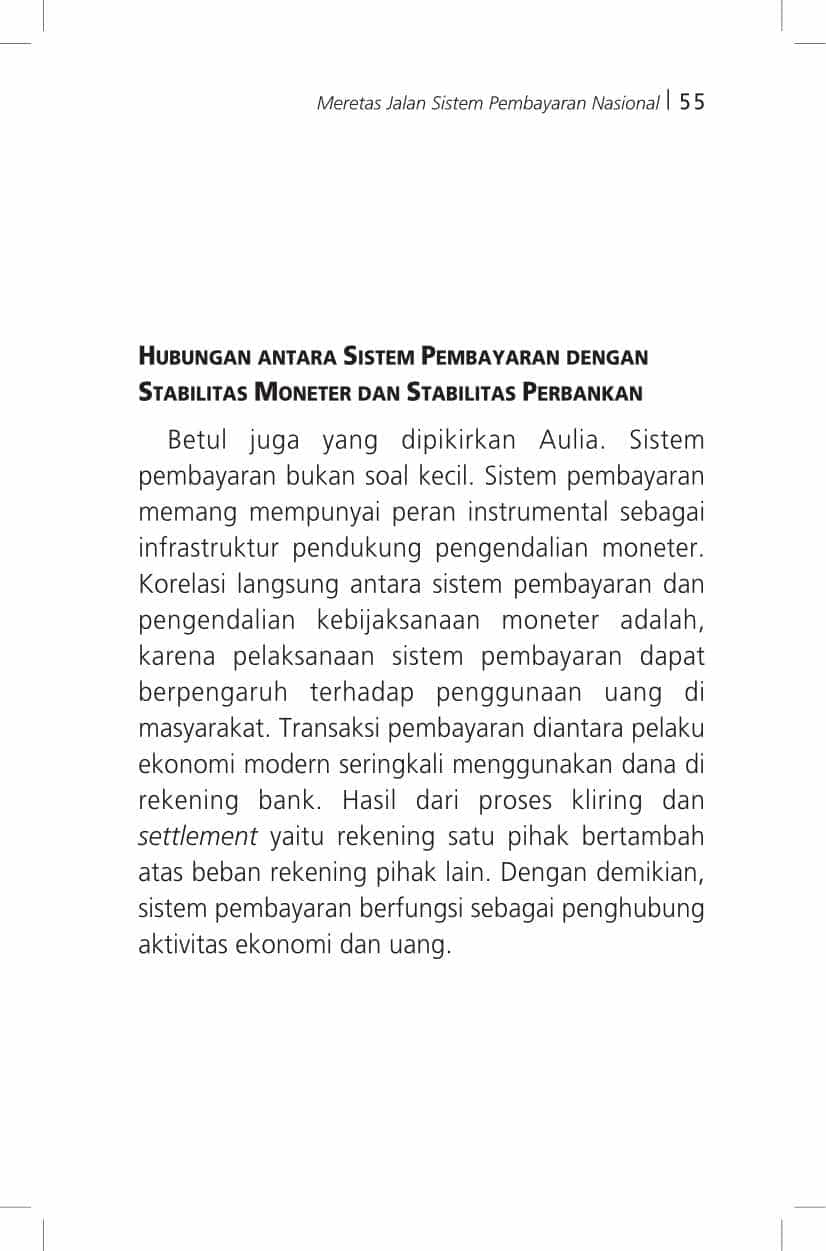 Meretas Jalan Sistem Pembayaran Nasional | 55
HUBUNGAN ANTARA SISTEM PEMBAYARAN DENGAN
STABILITAS MONETER DAN STABILITAS PERBANKAN
Betul juga yang dipikirkan Aulia. Sistem
pembayaran bukan soal kecil. Sistem pembayaran
memang mempunyai peran instrumental sebagai
infrastruktur pendukung pengendalian moneter.
Korelasi langsung antara sistem pembayaran dan
pengendalian kebijaksanaan moneter adalah,
karena pelaksanaan sistem pembayaran dapat
berpengaruh terhadap penggunaan uang di
masyarakat. Transaksi pembayaran diantara pelaku
ekonomi modern seringkali menggunakan dana di
rekening bank. Hasil dari proses kliring dan
settlement yaitu rekening satu pihak bertambah
atas beban rekening pihak lain. Dengan demikian,
sistem pembayaran berfungsi sebagai penghubung
aktivitas ekonomi dan uang.